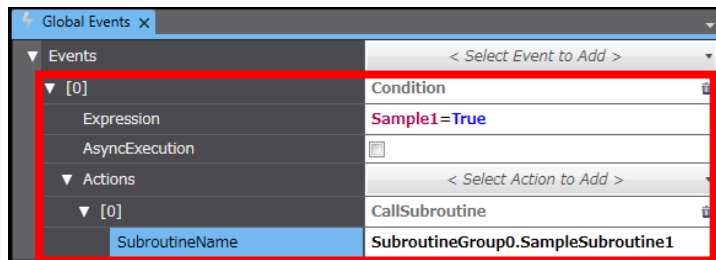 Global Events
Events < Select Event to Add >
[0] Condition
Expression Sample1=True
AsyncExecution
Actions < Select Action to Add >
[0] CallSubroutine
SubroutineName SubroutineGroup0.SampleSubroutine1